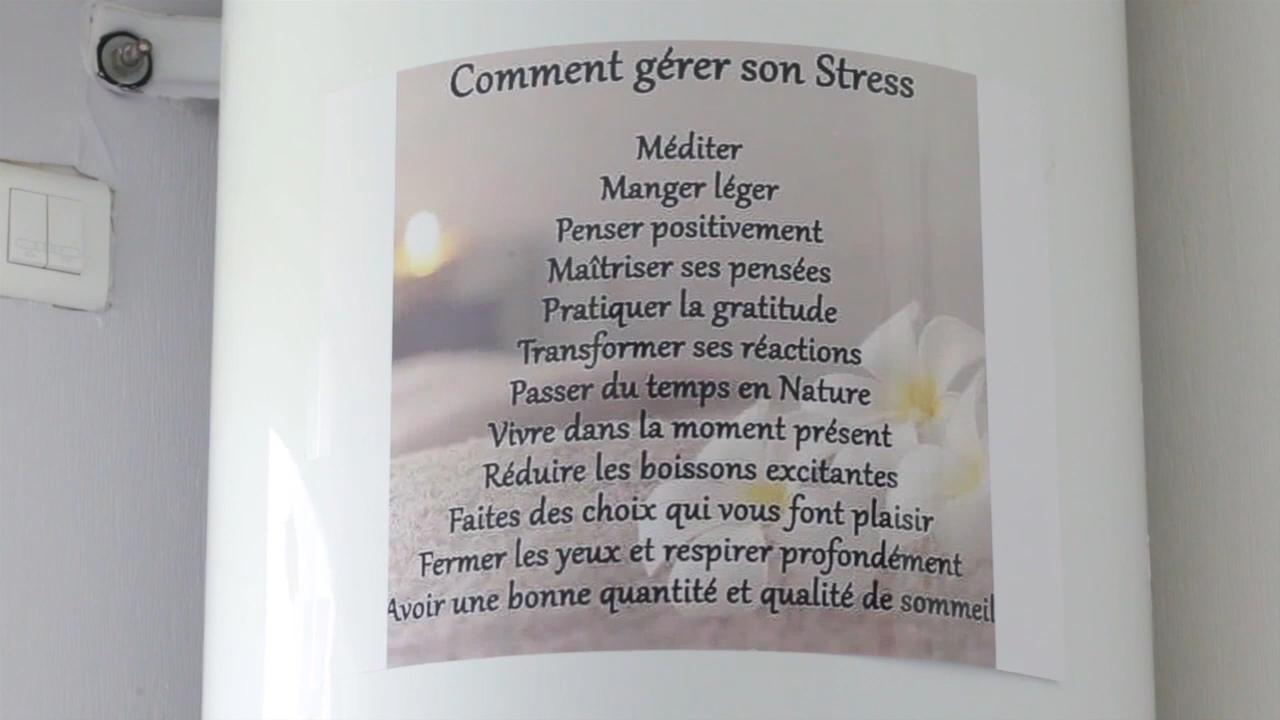 Comment gérer son Stress
Méditer
Manger léger
Penser positivement
Maîtriser ses pensées
Pratiquer la gratitude
Transformer ses réactions
Passer du temps en Nature
Vivre dans la moment présent
Réduire les boissons excitantes
Faites des choix qui vous font plaisir
Fermer les yeux et respirer profondément
Avoir une bonne quantité et qualité de sommeil